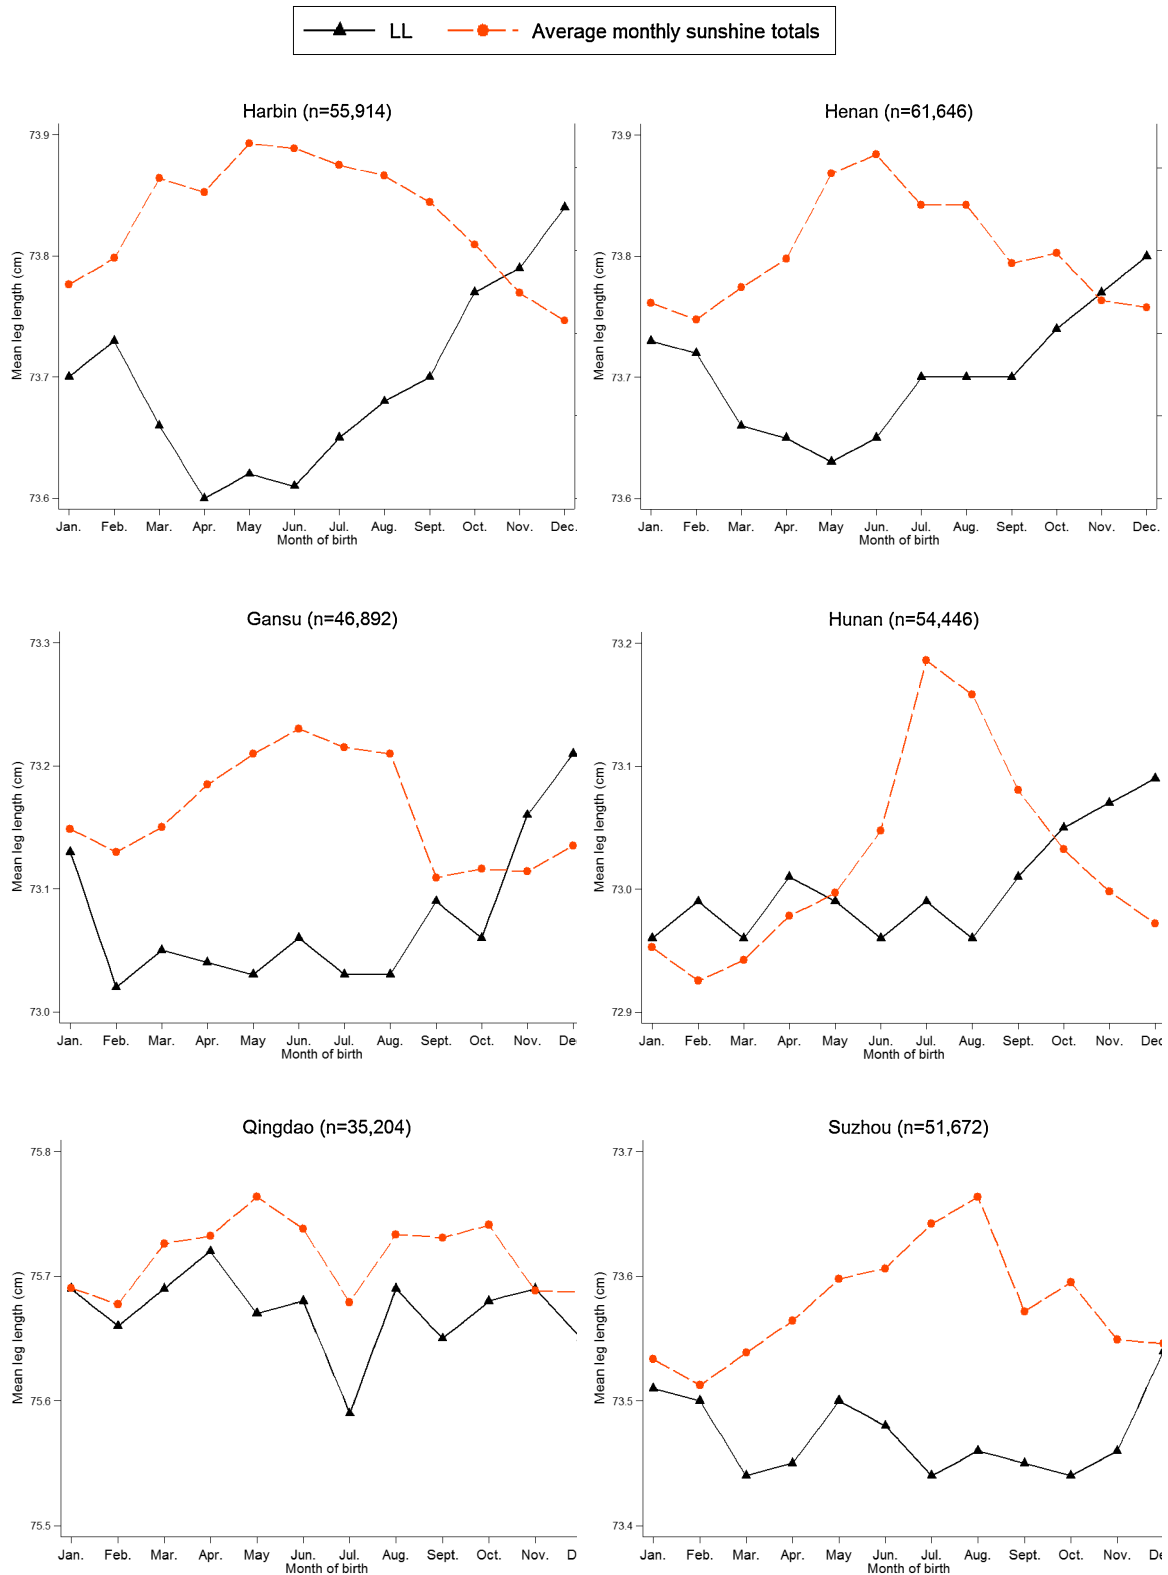 LL Average monthly sunshine totals
Harbin (n=55,914)
73.9
73.8
73.7
73.6
Mean leg length (cm)
Jan. Feb. Mar. Apr. May Jun. Jul. Aug. Sept. Oct. Nov. Dec.
Month of birth
Henan (n=61,646)
73.9
73.8
73.7
73.6
Mean leg length (cm)
Jan. Feb. Mar. Apr. May Jun. Jul. Aug. Sept. Oct. Nov. Dec.
Month of birth
Gansu (n=46,892)
73.3
73.2
73.1
73.0
Mean leg length (cm)
Jan. Feb. Mar. Apr. May Jun. Jul. Aug. Sept. Oct. Nov. De
Month of birth
Hunan (n=54,446)
73.2
73.1
73.0
72.9
Mean leg length (cm)
Jan. Feb. Mar. Apr. May Jun. Jul. Aug. Sept. Oct. Nov. Dec
Month of birth
Qingdao (n=35,204)
75.8
75.7
75.6
75.5
Mean leg length (cm)
Jan. Feb. Mar. Apr. May Jun. Jul. Aug. Sept. Oct. Nov. D
Month of birth
Suzhou (n=51,672)
73.7
73.6
73.5
73.4
Mean leg length (cm)
Jan. Feb. Mar. Apr. May Jun. Jul. Aug. Sept. Oct. Nov. De
Month of birth